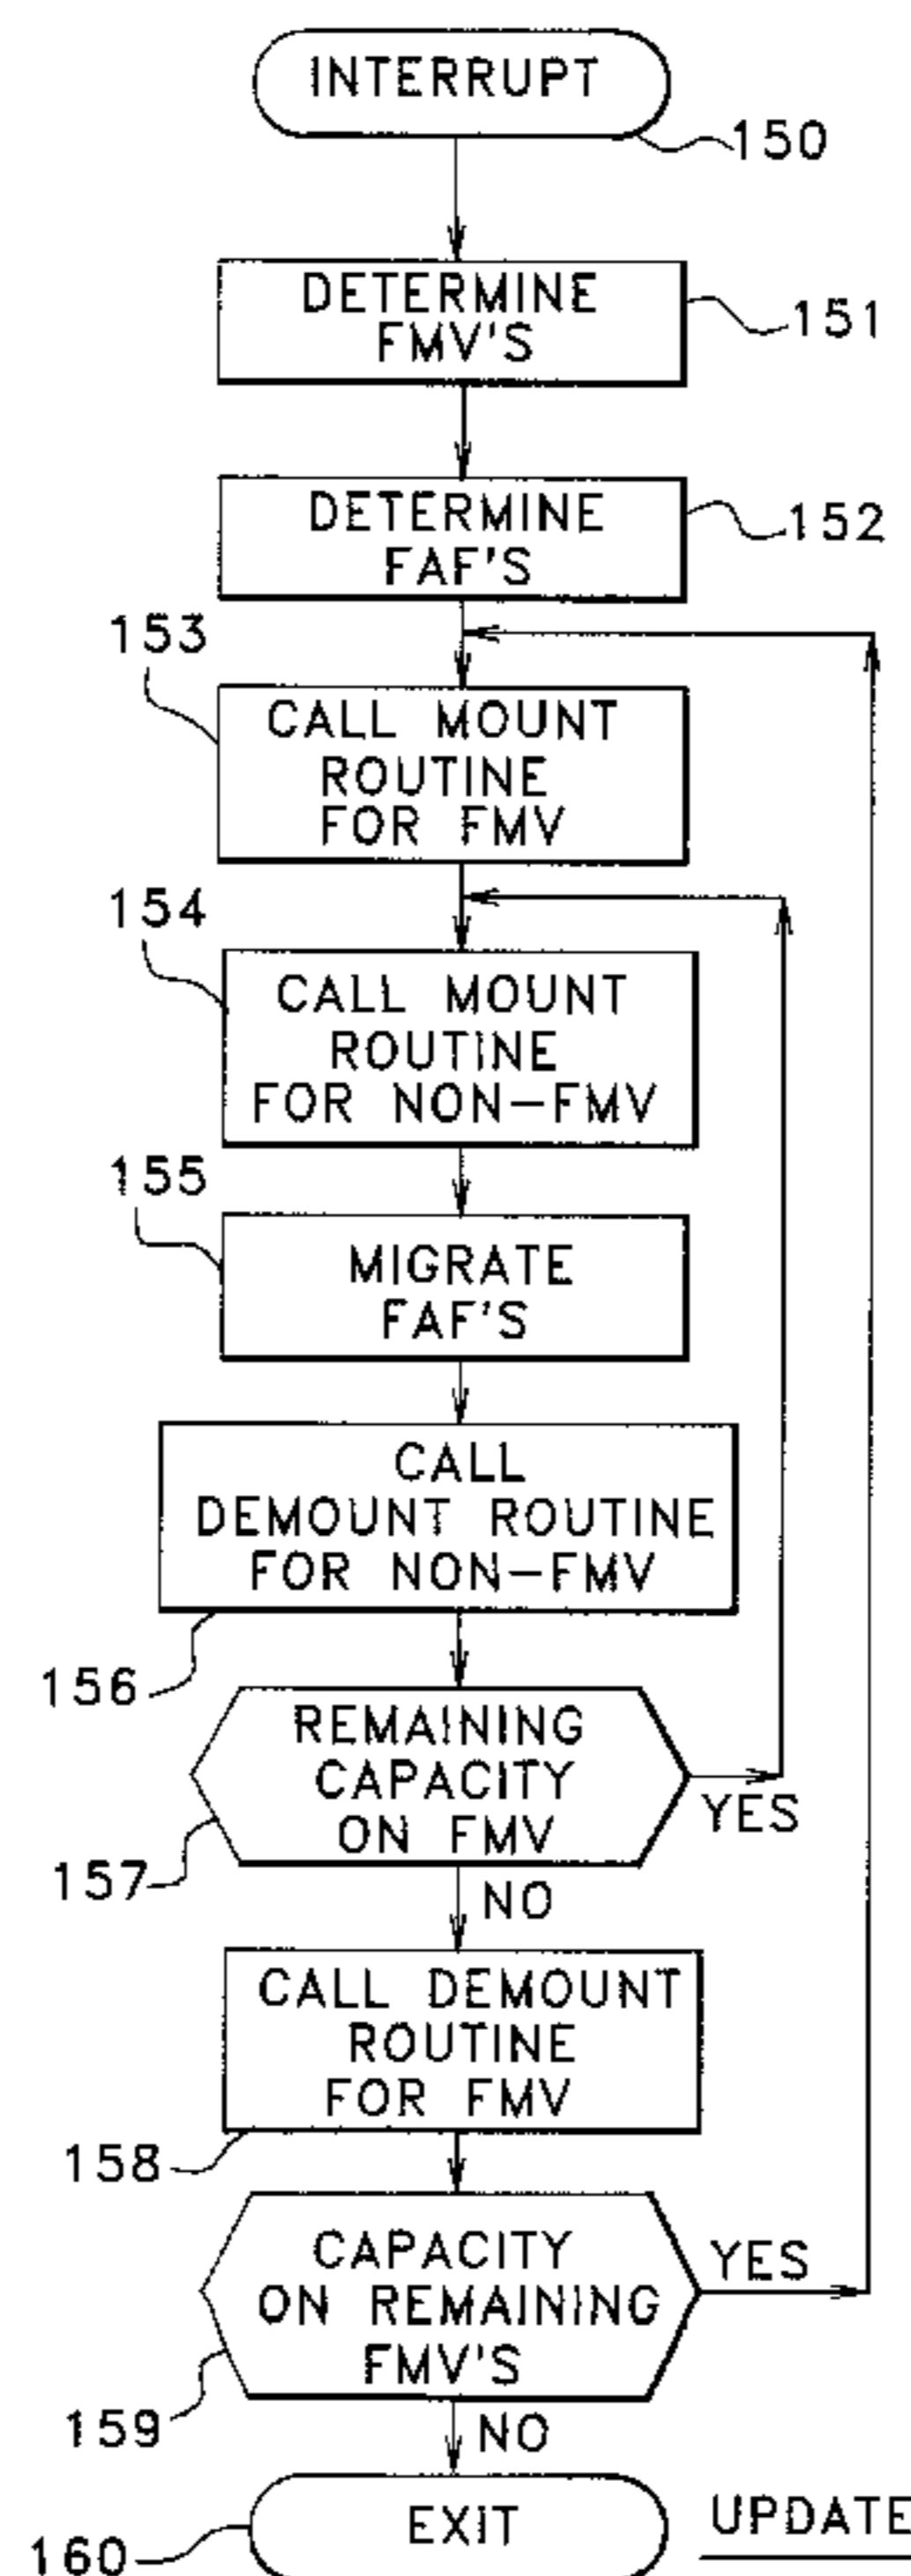 INTERRUPT
150
DETERMINE
FMV'S
151
DETERMINE
FAF'S
152
153
CALL MOUNT
ROUTINE
FOR FMV
154
CALL MOUNT
ROUTINE
FOR NON-FMV
155
MIGRATE
FAF'S
CALL
DEMOUNT ROUTINE
FOR NON-FMV
156
REMAINING
CAPACITY
ON FMV
YES
157
NO
CALL DEMOUNT
ROUTINE
FOR FMV
158
CAPACITY
ON REMAINING
FMV'S
YES
159
NO
EXIT
UPDATE
160